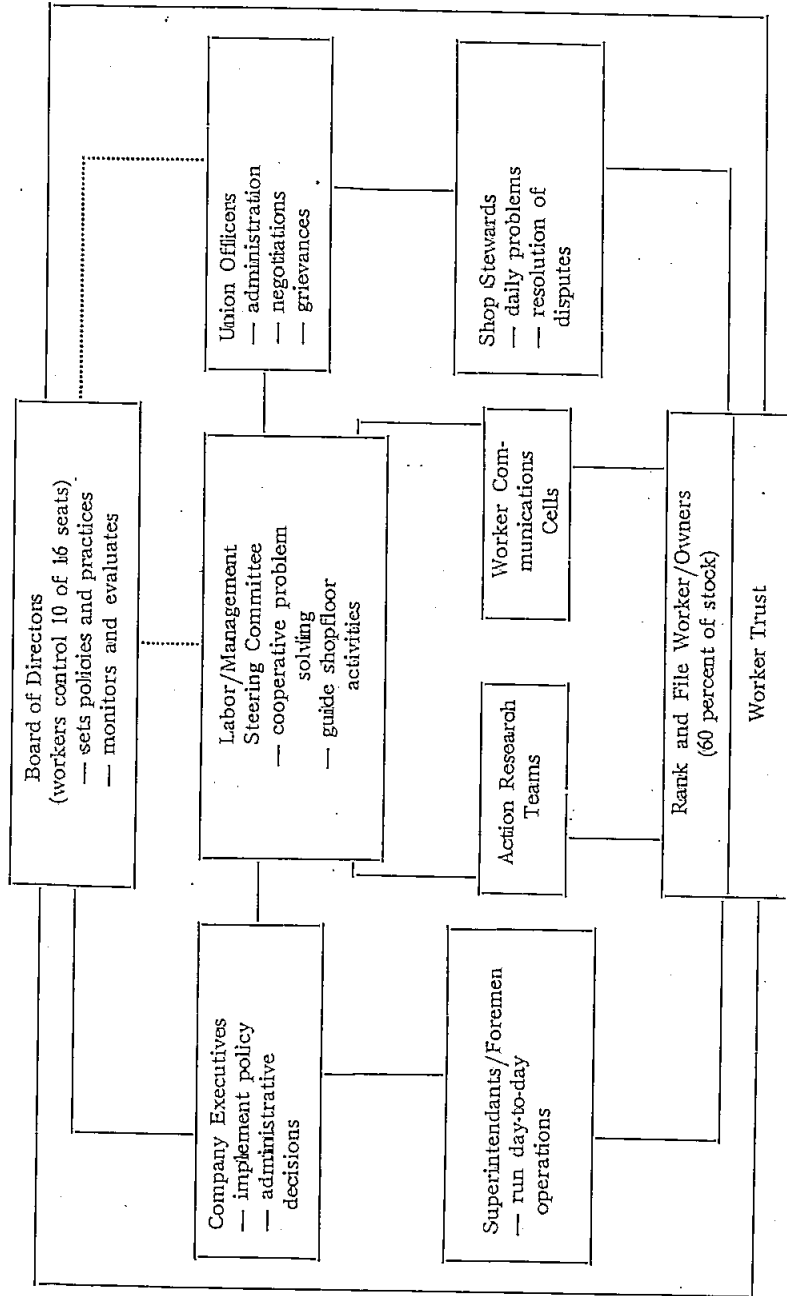 Board of Directors
(workers control 10 of 16 seats)
— sets policies and practices
— monitors and evaluates
Company Executives
— implement policy
— administrative
decisions
Labor/Management
Steering Committee
— cooperative problem
solving
— guide shopfloor
activities
Union Officers
— administration
— negotiations
— grievances
Superintendants/Foremen
— run day-to-day
operations
Action Research
Teams
Worker Com-
munications
Cells
Shop Stewards
— daily problems
— resolution of
disputes
Rank and File Worker/Owners
(60 percent of stock)
Worker Trust